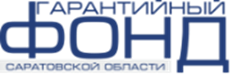 ГАРАНТИЙНЫЙ
ФОНД
САРАТОВСКОЙ ОБЛАСТИ